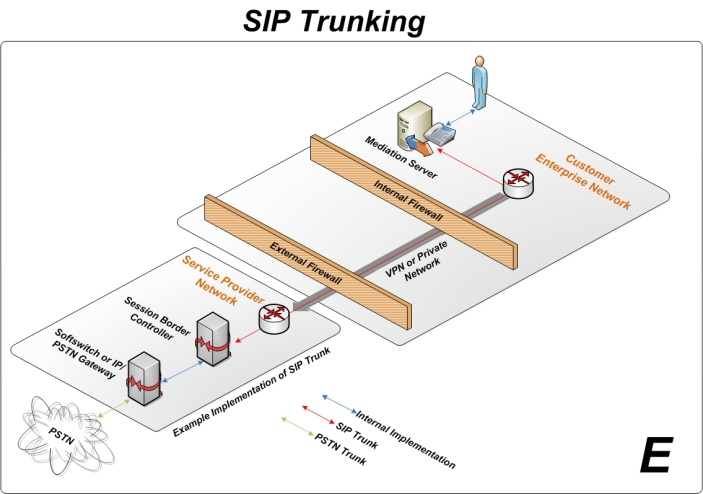 SIP Trunking
Mediation Server
Customer
Enterprise Network
Internal Firewall
External Firewall
VPN or Private
Network
Service Provider
Network
Session Border
Controller
Softswitch or IP/
PSTN Gateway
PSTN
Example Implementation of SIP Trunk
Internal Implementation
SIP Trunk
PSTN Trunk
E